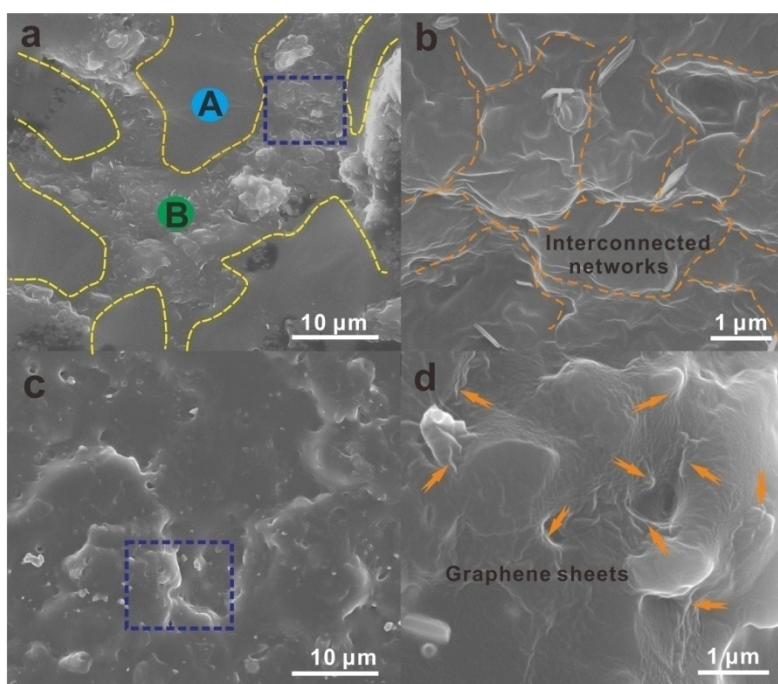 a
A
B
10 μm
b
Interconnected
networks
1 μm
c
10 μm
d
Graphene sheets
1 μm